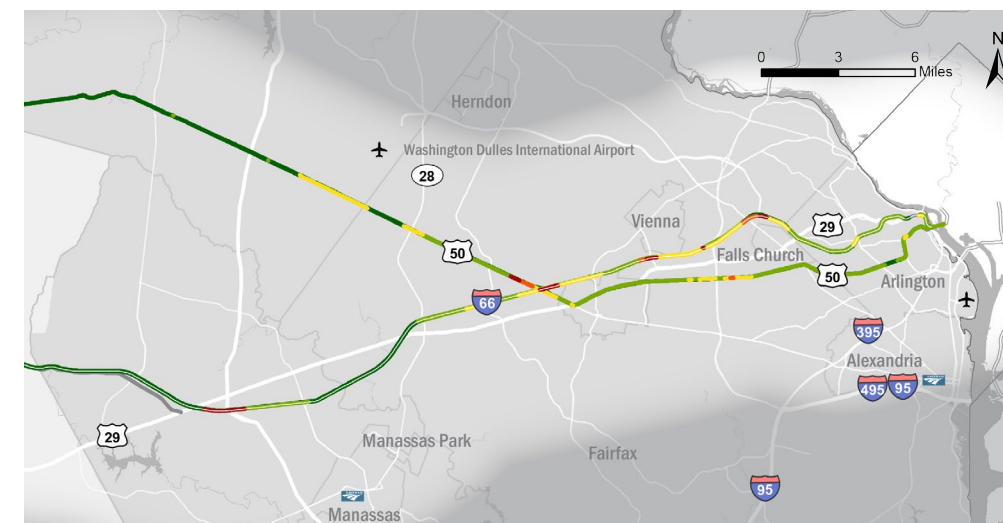 N
0 3 6
Miles
Herndon
Washington Dulles International Airport
28
Vienna
29
50
Falls Church
50
Arlington
66
395
Alexandria
495
95
29
Manassas Park
Fairfax
95
Manassas